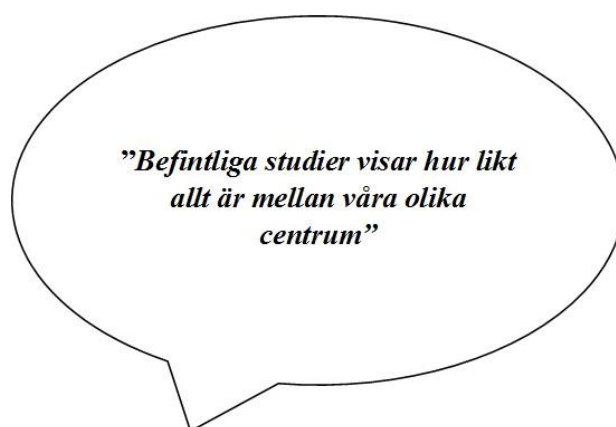 ”Befintliga studier visar hur likt
allt är mellan våra olika
centrum”